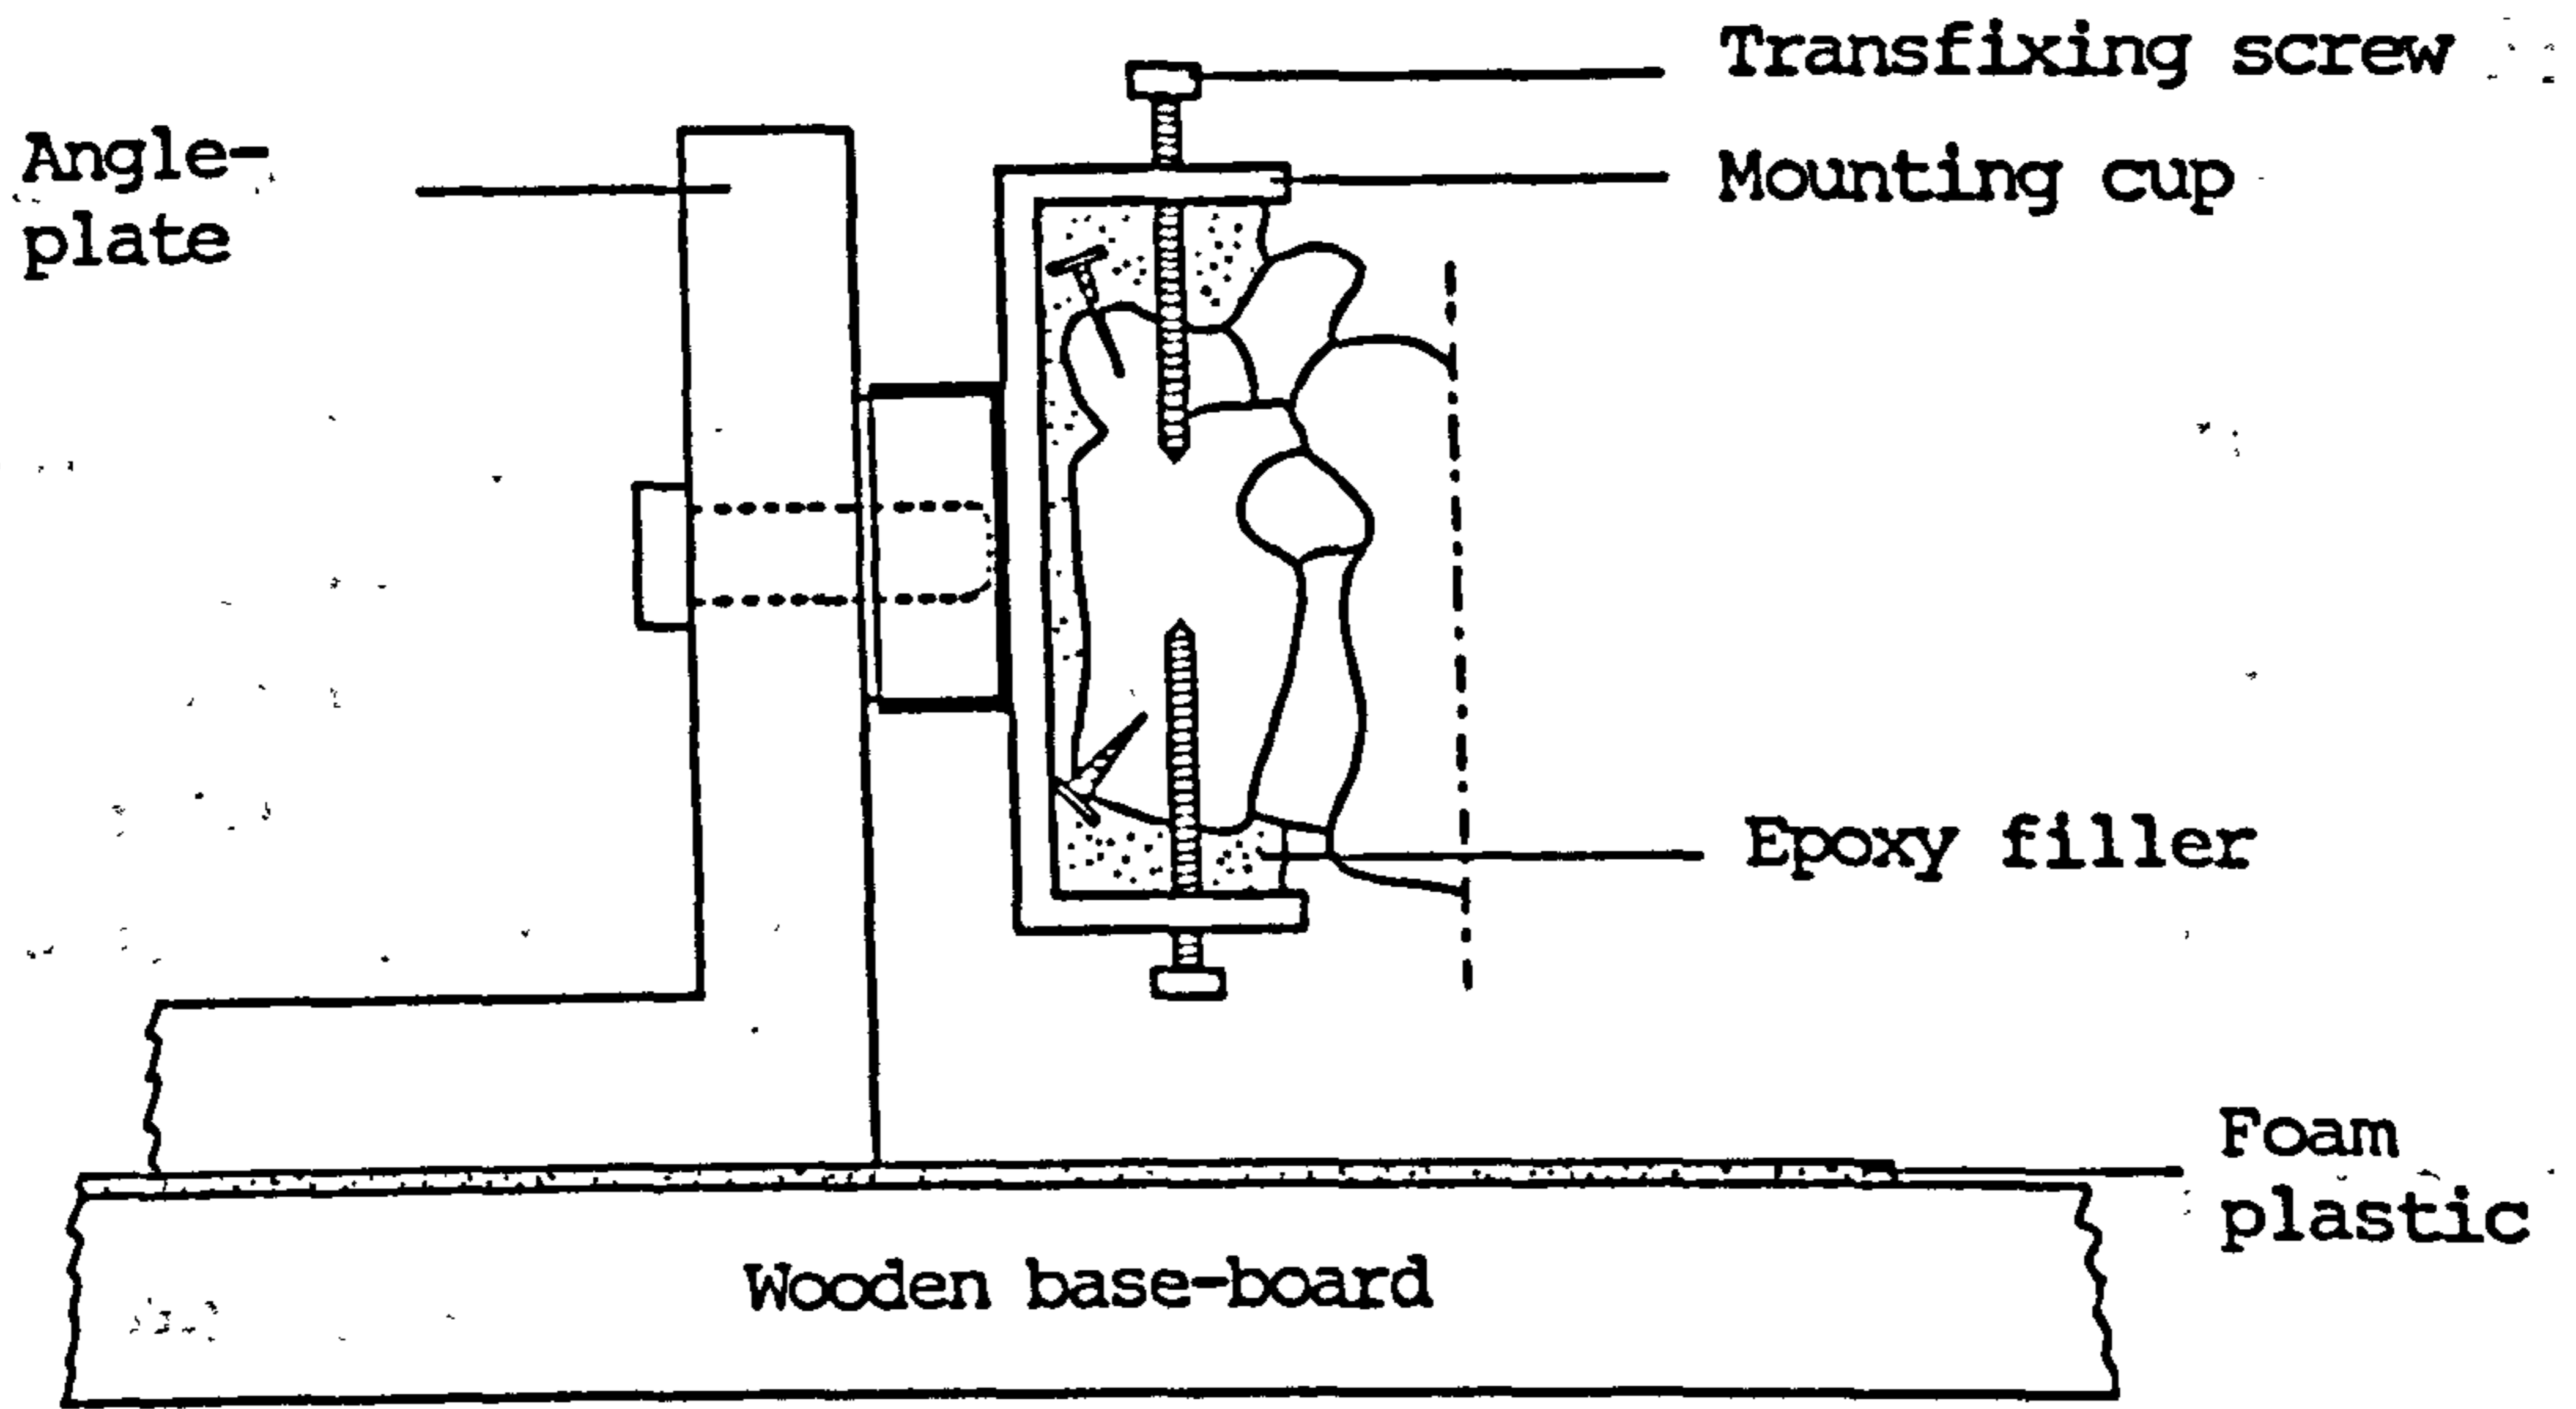 Transfixing screw
Angle-
plate
Mounting cup
Epoxy filler
Foam
plastic
Wooden base-board